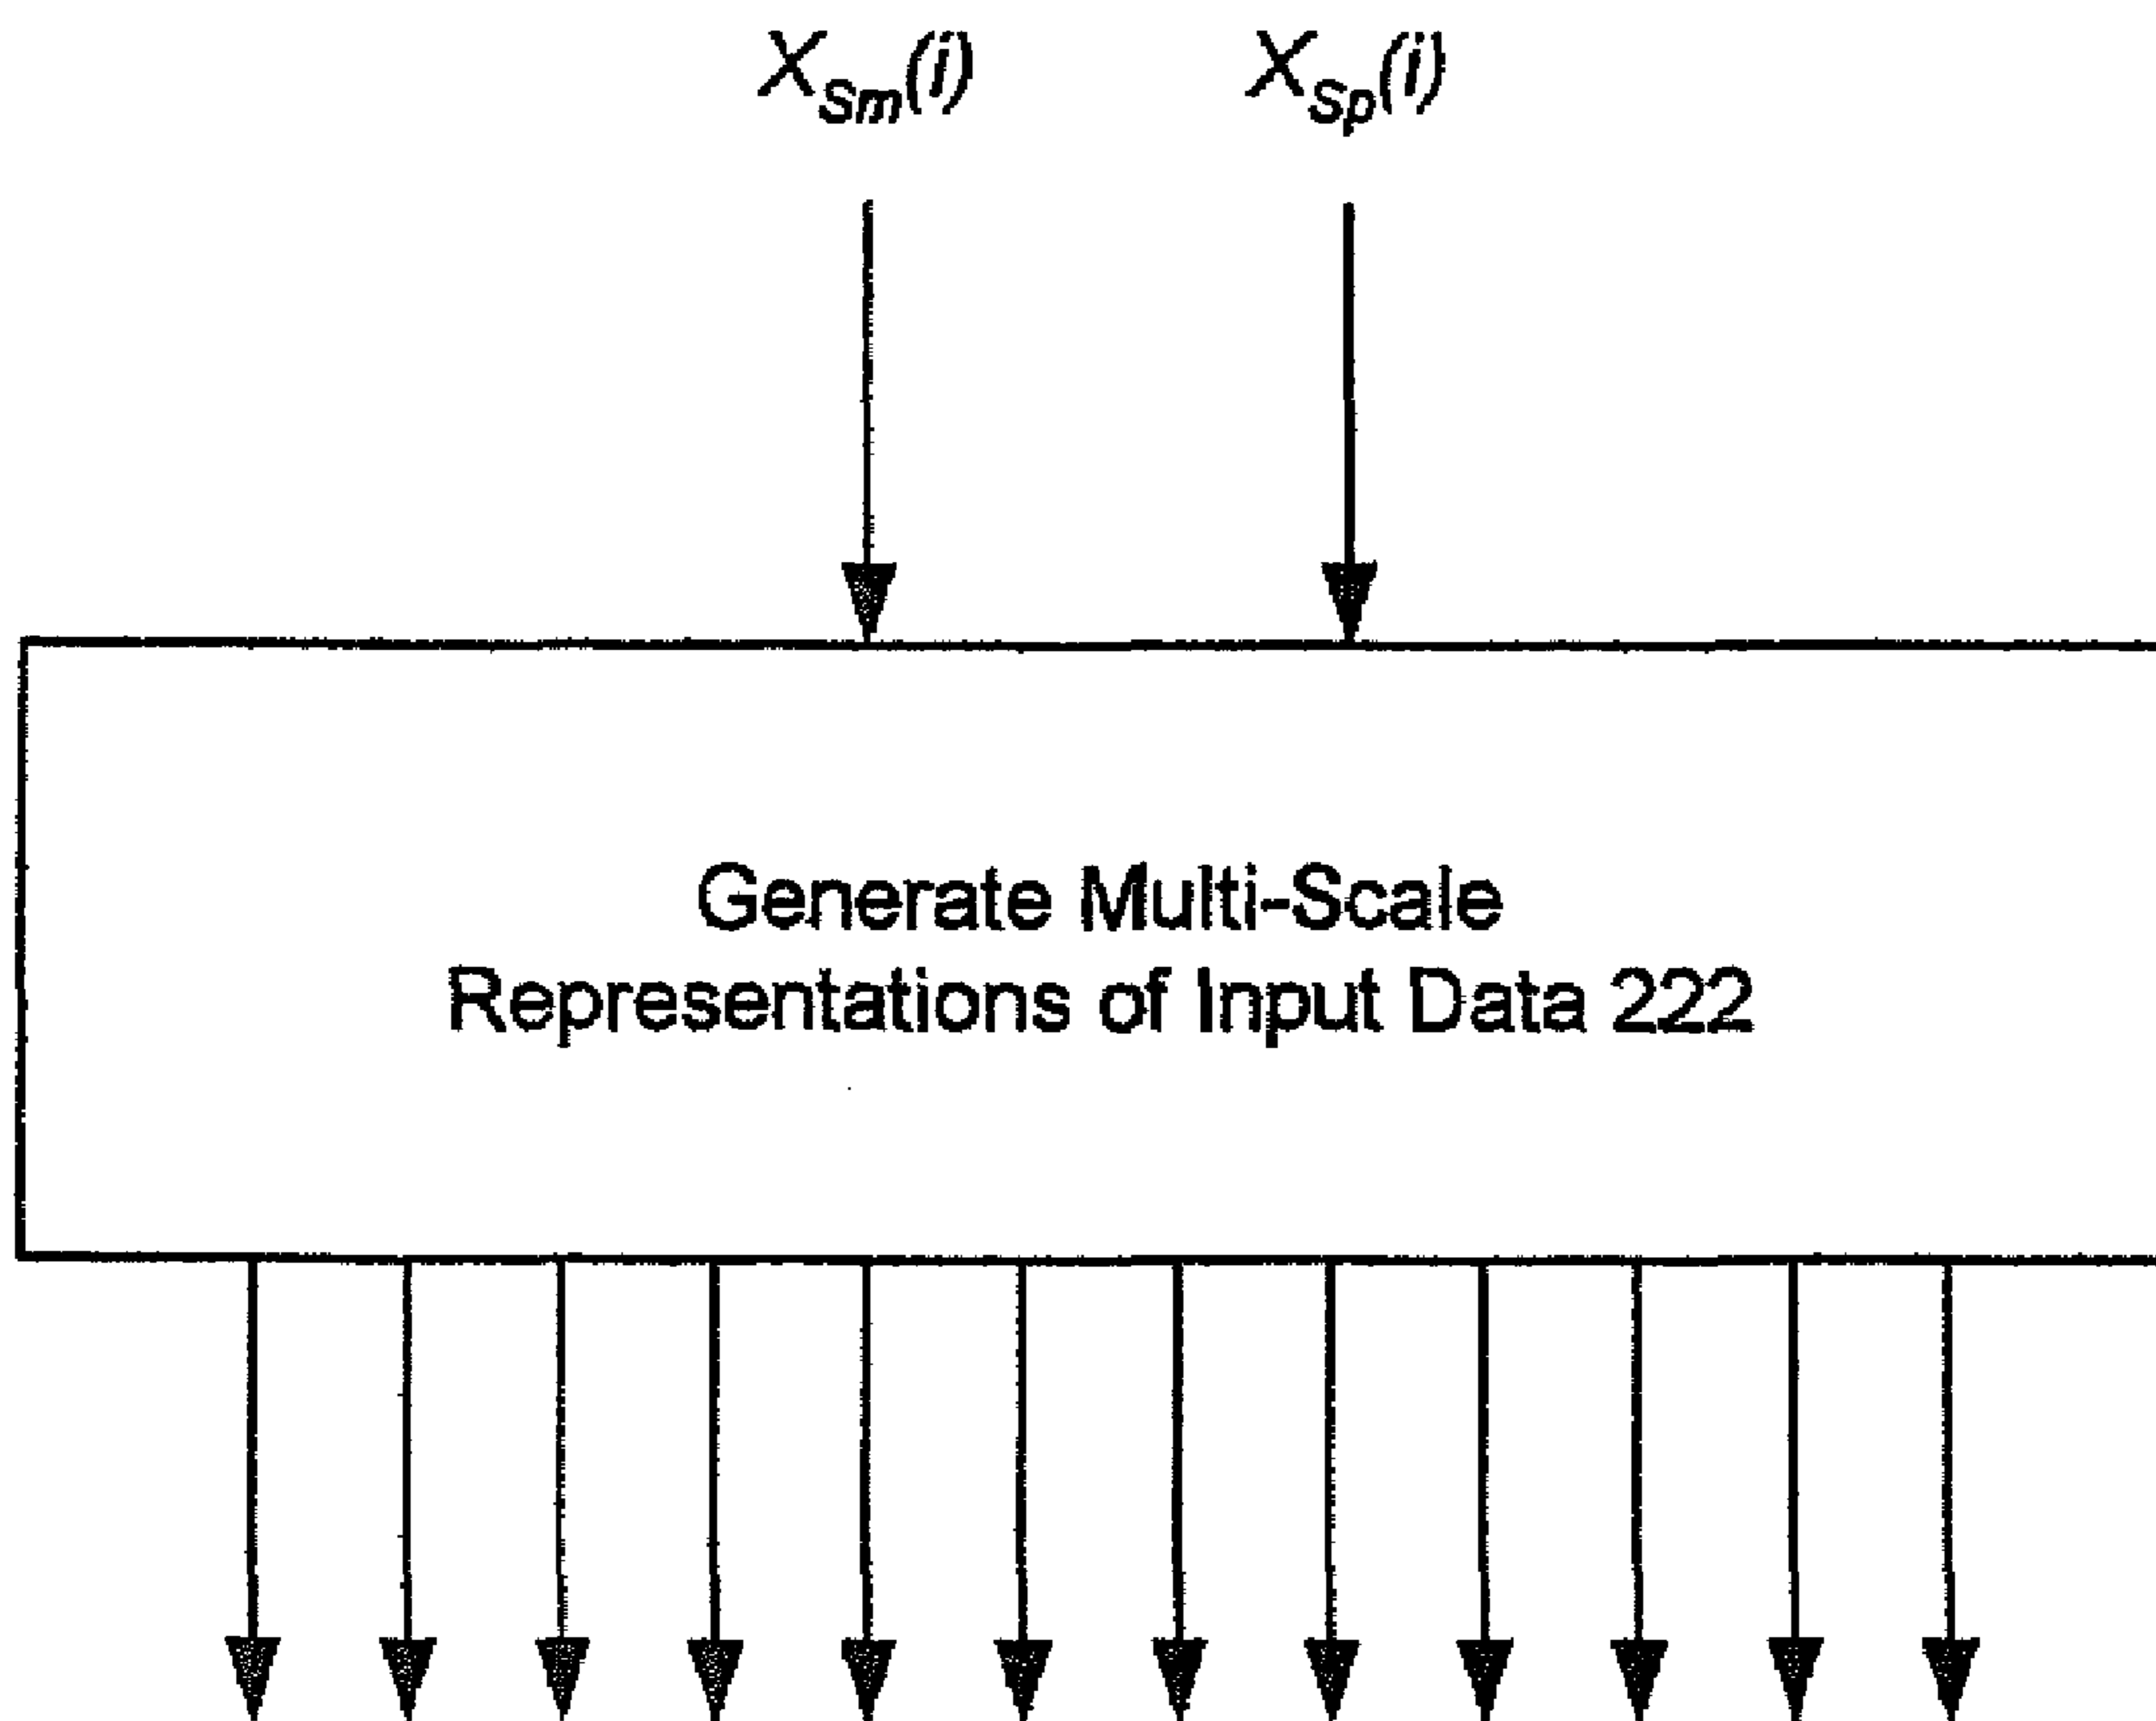 X_Sm(i) X_Sp(i)
Generate Multi-Scale
Representations of Input Data 222